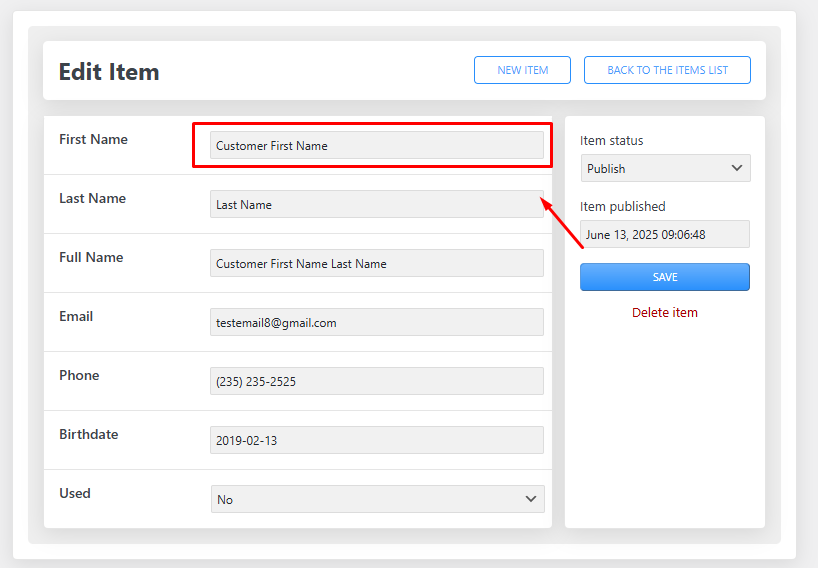 Edit Item
NEW ITEM
BACK TO THE ITEMS LIST
First Name
Customer First Name
Last Name
Last Name
Full Name
Customer First Name Last Name
Email
testemail8@gmail.com
Phone
(235) 235-2525
Birthdate
2019-02-13
Used
No
Item status
Publish
Item published
June 13, 2025 09:06:48
SAVE
Delete item